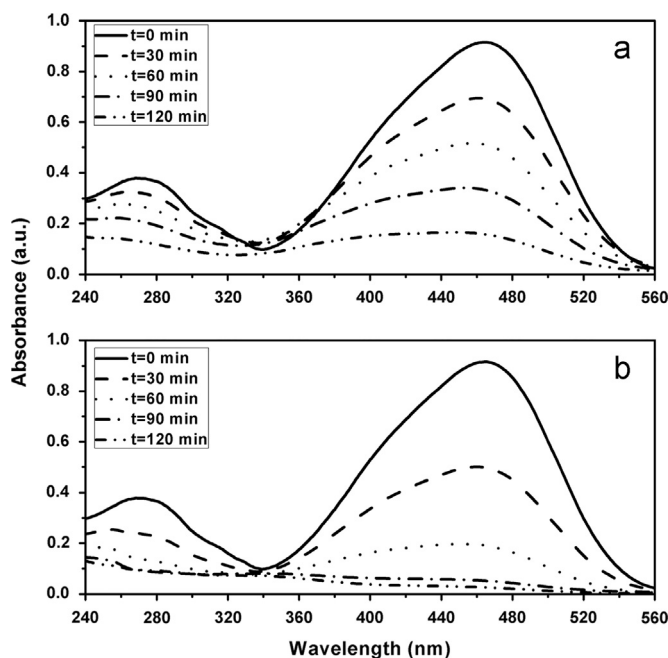 a
t=0 min
t=30 min
t=60 min
t=90 min
t=120 min
1.0
0.8
0.6
0.4
0.2
0.0
240 280 320 360 400 440 480 520 560
Absorbance (a.u.)
b
t=0 min
t=30 min
t=60 min
t=90 min
t=120 min
1.0
0.8
0.6
0.4
0.2
0.0
240 280 320 360 400 440 480 520 560
Wavelength (nm)